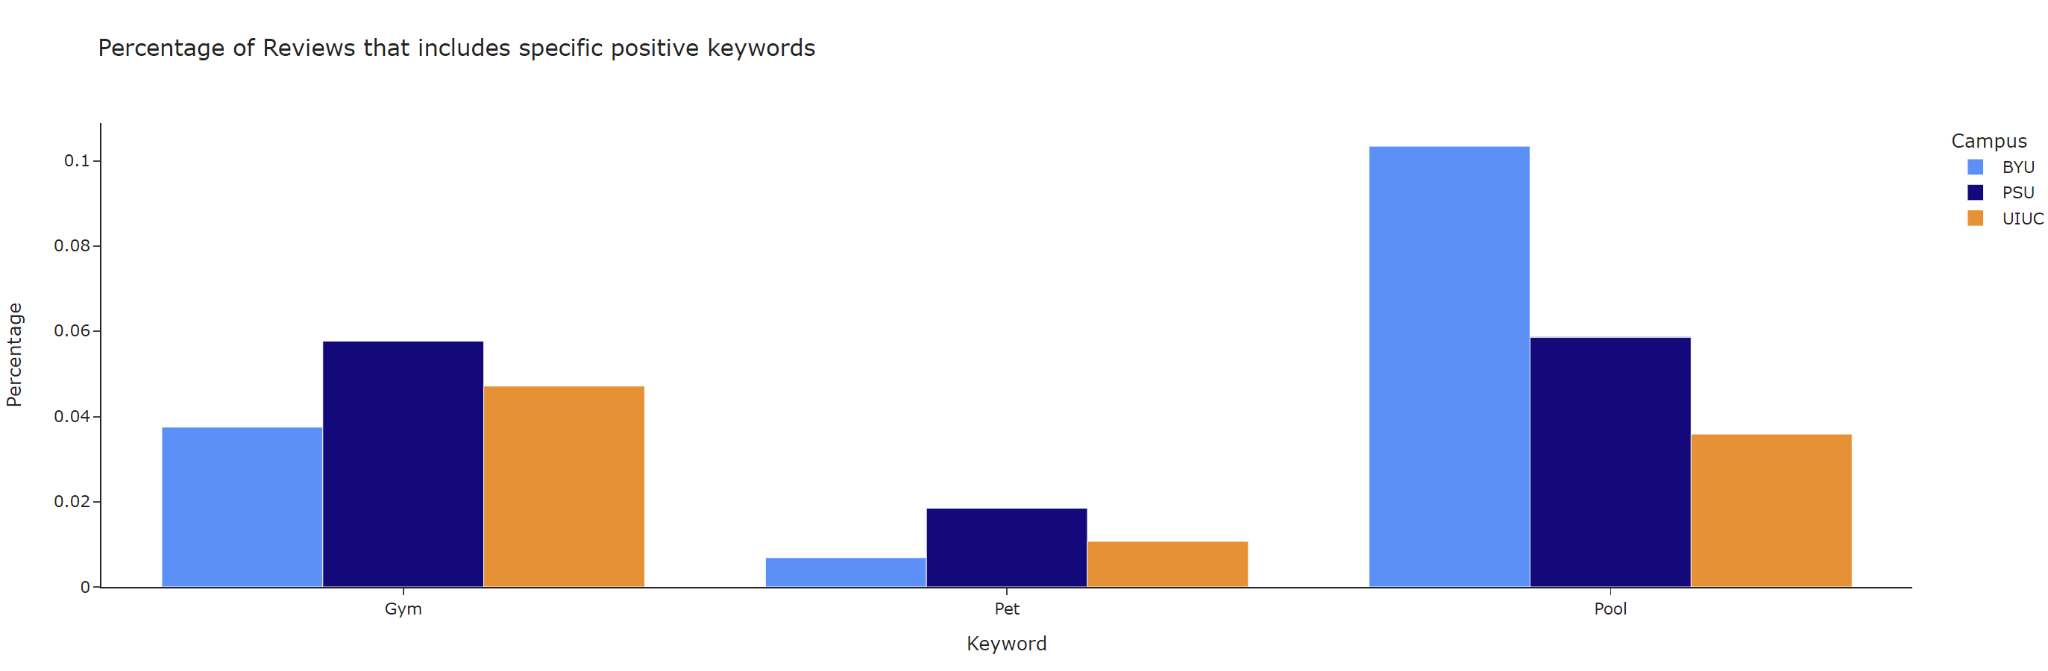 Percentage of Reviews that includes specific positive keywords
Campus
BYU
PSU
UIUC
Percentage
0.1
0.08
0.06
0.04
0.02
0
Gym
Pet
Pool
Keyword